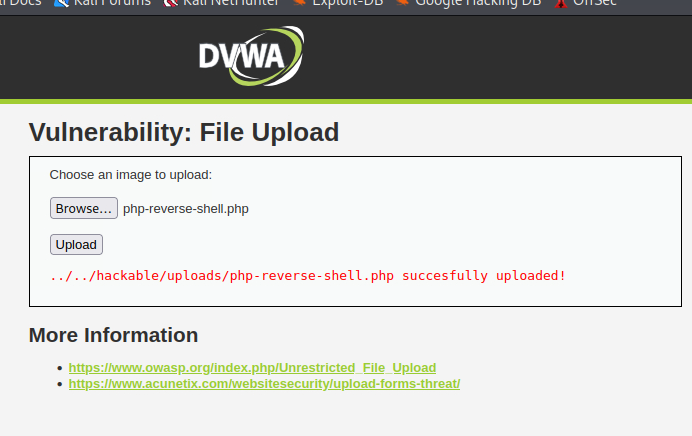 Docs Kali Forums Kali NetHunter Exploit-DB Google Hacking DB OffSec
DVWA
Vulnerability: File Upload
Choose an image to upload:
Browse... php-reverse-shell.php
Upload
../../hackable/uploads/php-reverse-shell.php succesfully uploaded!
More Information
https://www.owasp.org/index.php/Unrestricted_File_Upload
https://www.acunetix.com/websitesecurity/upload-forms-threat/